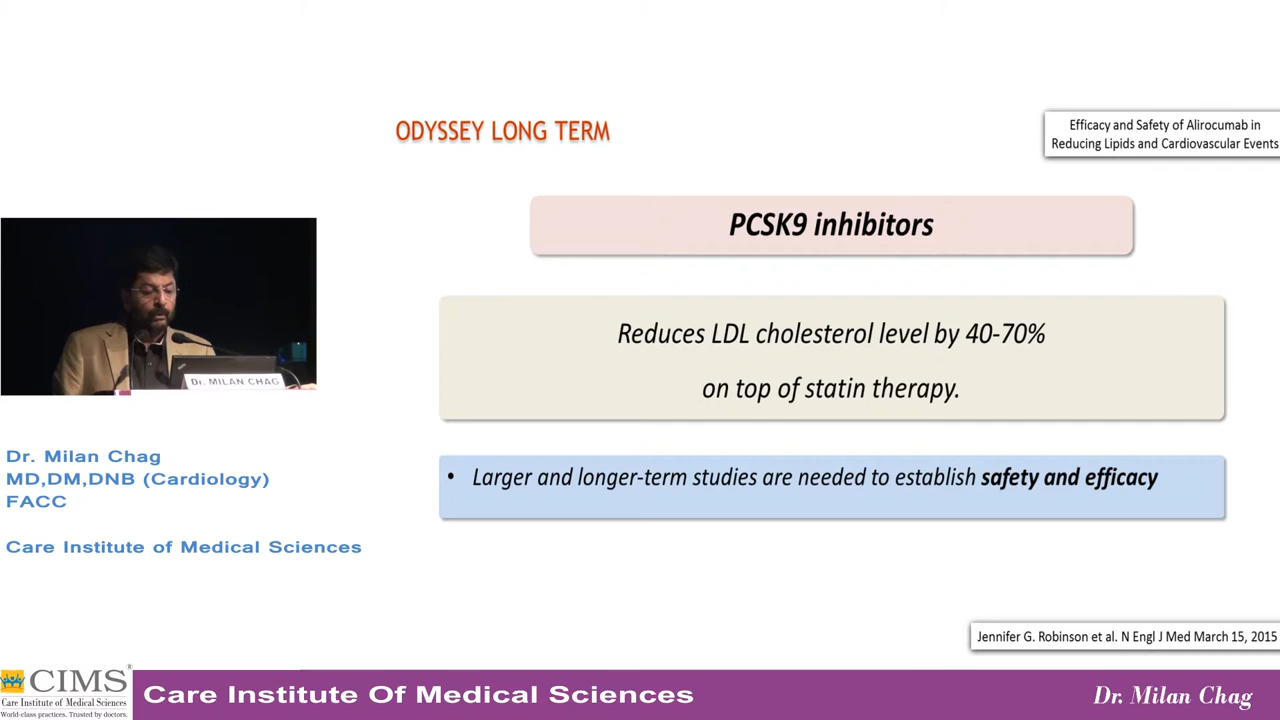 ODYSSEY LONG TERM
Efficacy and Safety of Alirocumab in
Reducing Lipids and Cardiovascular Events
PCSK9 inhibitors
Reduces LDL cholesterol level by 40-70%
on top of statin therapy.
• Larger and longer-term studies are needed to establish safety and efficacy
Dr. MILAN CHAG
Dr. Milan Chag
MD,DM,DNB (Cardiology)
FACC
Care Institute of Medical Sciences
Jennifer G. Robinson et al. N Engl J Med March 15, 2015
CIMS®
Care Institute of Medical Sciences
World-class practices. Trusted by doctors.
Care Institute Of Medical Sciences
Dr. Milan Chag